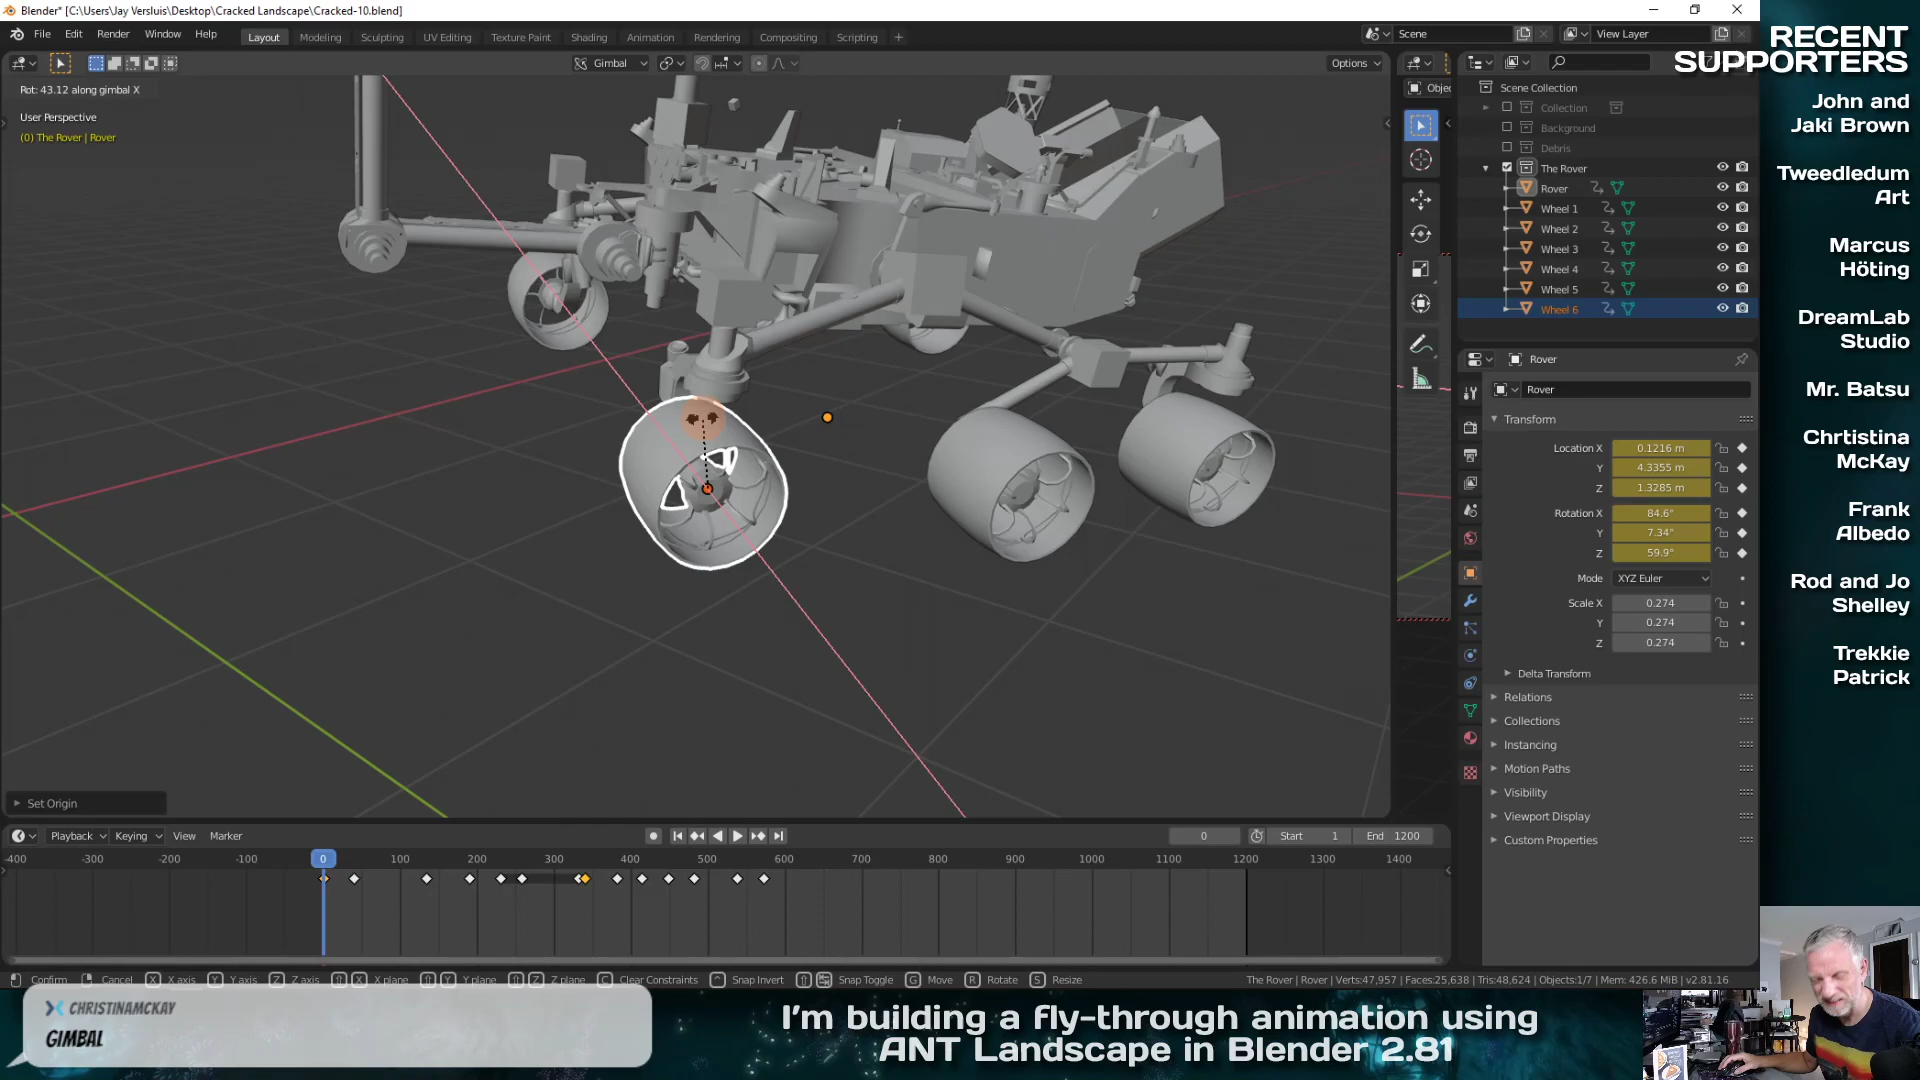 Blender* [C:\Users\Jay Versluis\Desktop\Cracked Landscape\Cracked-10.blend]
File Edit Render Window Help Layout Modeling Sculpting UV Editing Texture Paint Shading Animation Rendering Compositing Scripting + Scene View Layer
Gimbal Options
Rot: 43.12 along gimbal X
User Perspective
(0) The Rover | Rover
Objec
Scene Collection
Collection
Background
Debris
The Rover
Rover
Wheel 1
Wheel 2
Wheel 3
Wheel 4
Wheel 5
Wheel 6
Rover
Rover
Transform
Location X 0.1216 m
Y 4.3355 m
Z 1.3285 m
Rotation X 84.6°
Y 7.34°
Z 59.9°
Mode XYZ Euler
Scale X 0.274
Y 0.274
Z 0.274
Delta Transform
Relations
Collections
Instancing
Motion Paths
Visibility
Viewport Display
Custom Properties
Set Origin
Playback Keying View Marker 0 Start 1 End 1200
-400 -300 -200 -100 0 100 200 300 400 500 600 700 800 900 1000 1100 1200 1300 1400
Confirm Cancel X X axis Y Y axis Z Z axis X X plane Y Y plane Z Z plane C Clear Constraints Snap Invert Snap Toggle G Move R Rotate S Resize The Rover | Rover | Verts:47,957 | Faces:25,638 | Tris:48,624 | Objects:1/7 | Mem: 426.6 MiB | v2.81.16
RECENT
SUPPORTERS
John and
Jaki Brown
Tweedledum
Art
Marcus
Höting
DreamLab
Studio
Mr. Batsu
Chrtistina
McKay
Frank
Albedo
Rod and Jo
Shelley
Trekkie
Patrick
CHRISTINAMCKAY
GIMBAL
I'm building a fly-through animation using
ANT Landscape in Blender 2.81